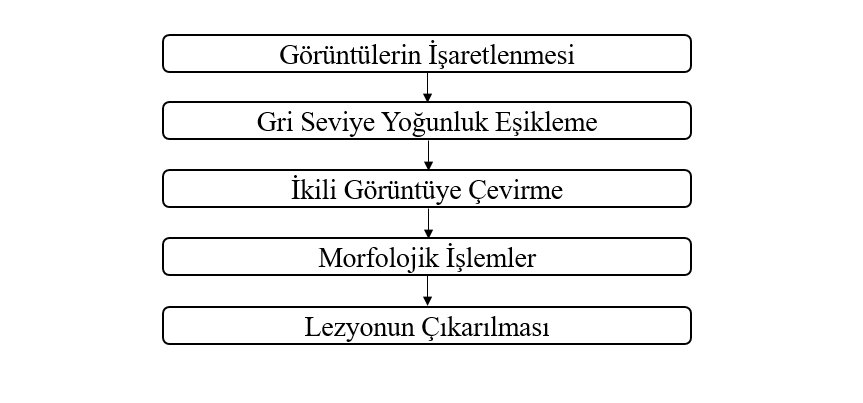 Görüntülerin İşaretlenmesi
Gri Seviye Yoğunluk Eşikleme
İkili Görüntüye Çevirme
Morfolojik İşlemler
Lezyonun Çıkarılması